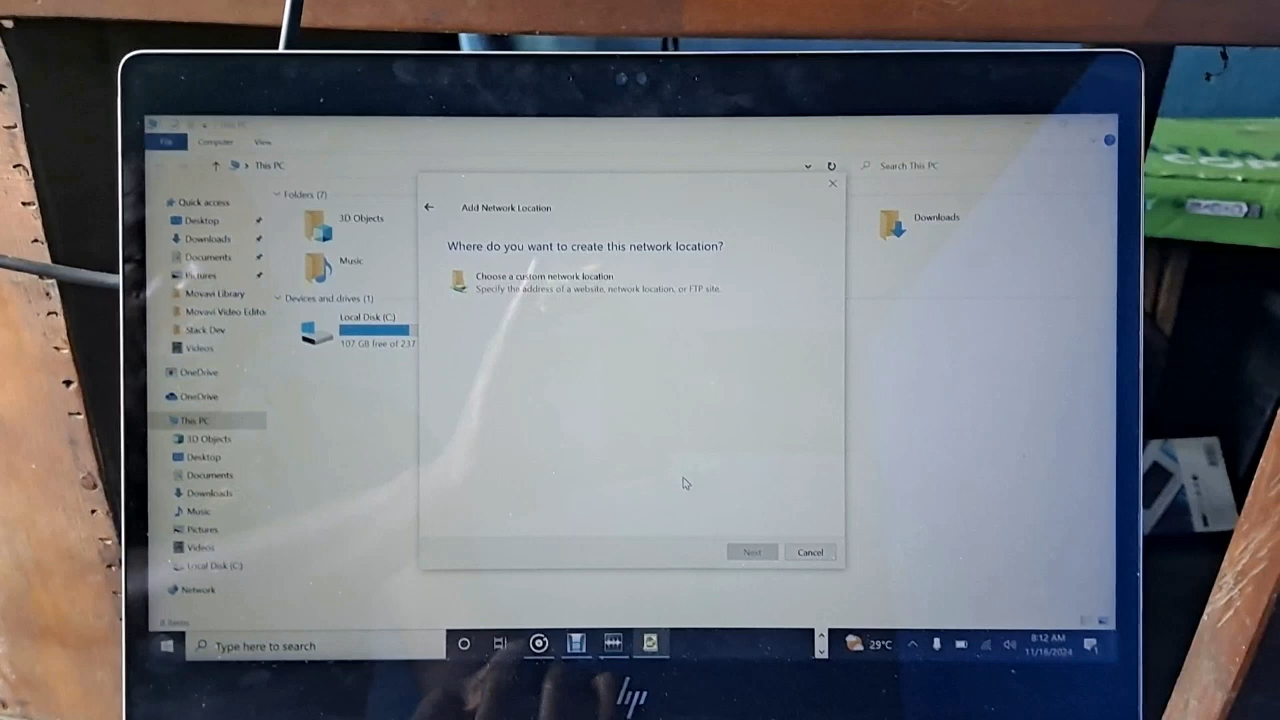 File
Computer
View
This PC
Search This PC
Quick access
Desktop
Downloads
Documents
Pictures
Movavi Library
Movavi Video Edito
Stack Dev
Videos
OneDrive
OneDrive
This PC
3D Objects
Desktop
Documents
Downloads
Music
Pictures
Videos
Local Disk (C:)
Network
Folders (7)
3D Objects
Music
Downloads
Devices and drives (1)
Local Disk (C:)
107 GB free of 237
Add Network Location
Where do you want to create this network location?
Choose a custom network location
Specify the address of a website, network location, or FTP site.
Next
Cancel
Type here to search
29°C
8:12 AM
11/16/2024
hp